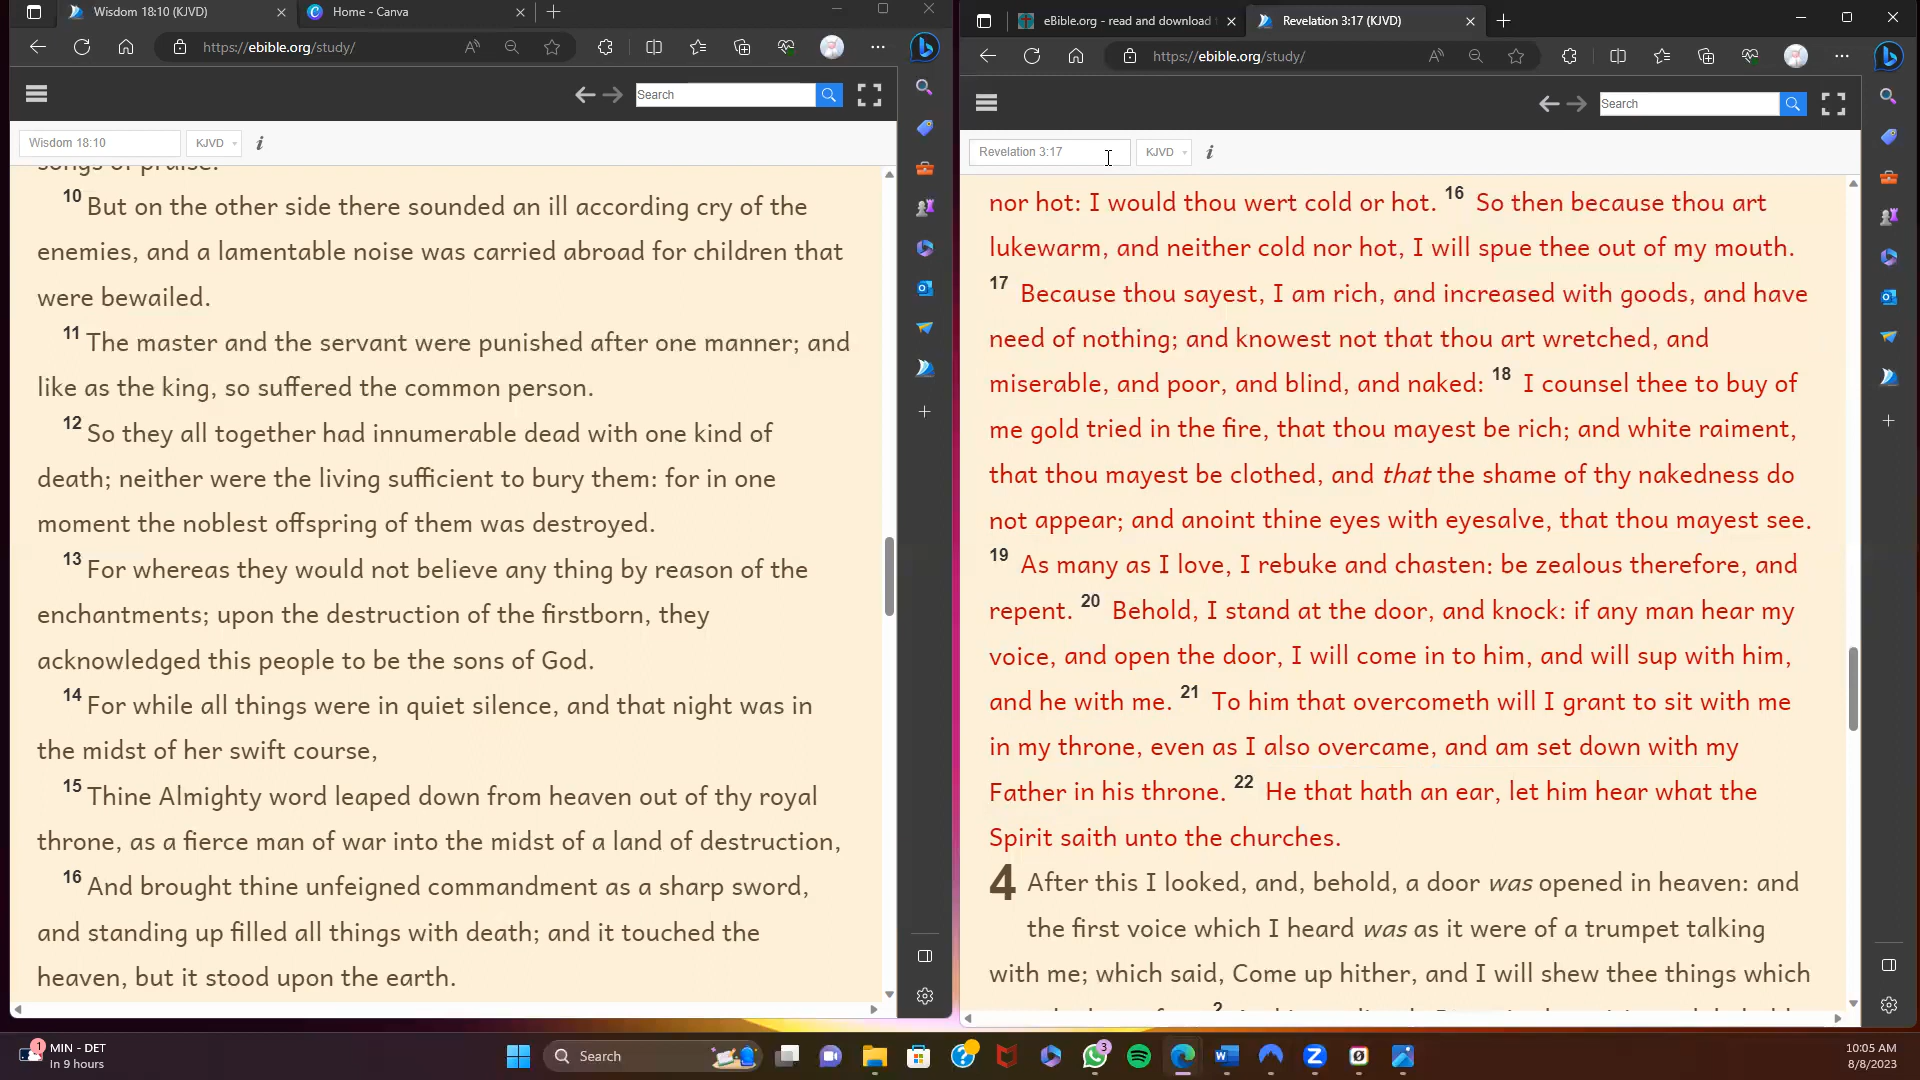 Wisdom 18:10 (KJVD)
Home - Canva
https://ebible.org/study/
Search
Wisdom 18:10
KJVD
songs of praise.
10 But on the other side there sounded an ill according cry of the
enemies, and a lamentable noise was carried abroad for children that
were bewailed.
11 The master and the servant were punished after one manner; and
like as the king, so suffered the common person.
12 So they all together had innumerable dead with one kind of
death; neither were the living sufficient to bury them: for in one
moment the noblest offspring of them was destroyed.
13 For whereas they would not believe any thing by reason of the
enchantments; upon the destruction of the firstborn, they
acknowledged this people to be the sons of God.
14 For while all things were in quiet silence, and that night was in
the midst of her swift course,
15 Thine Almighty word leaped down from heaven out of thy royal
throne, as a fierce man of war into the midst of a land of destruction,
16 And brought thine unfeigned commandment as a sharp sword,
and standing up filled all things with death; and it touched the
heaven, but it stood upon the earth.
eBible.org - read and download
Revelation 3:17 (KJVD)
https://ebible.org/study/
Search
Revelation 3:17
KJVD
nor hot: I would thou wert cold or hot. 16 So then because thou art
lukewarm, and neither cold nor hot, I will spue thee out of my mouth.
17 Because thou sayest, I am rich, and increased with goods, and have
need of nothing; and knowest not that thou art wretched, and
miserable, and poor, and blind, and naked: 18 I counsel thee to buy of
me gold tried in the fire, that thou mayest be rich; and white raiment,
that thou mayest be clothed, and that the shame of thy nakedness do
not appear; and anoint thine eyes with eyesalve, that thou mayest see.
19 As many as I love, I rebuke and chasten: be zealous therefore, and
repent. 20 Behold, I stand at the door, and knock: if any man hear my
voice, and open the door, I will come in to him, and will sup with him,
and he with me. 21 To him that overcometh will I grant to sit with me
in my throne, even as I also overcame, and am set down with my
Father in his throne. 22 He that hath an ear, let him hear what the
Spirit saith unto the churches.
4 After this I looked, and, behold, a door was opened in heaven: and
the first voice which I heard was as it were of a trumpet talking
with me; which said, Come up hither, and I will shew thee things which
2
1
MIN - DET
In 9 hours
Search
3
10:05 AM
8/8/2023